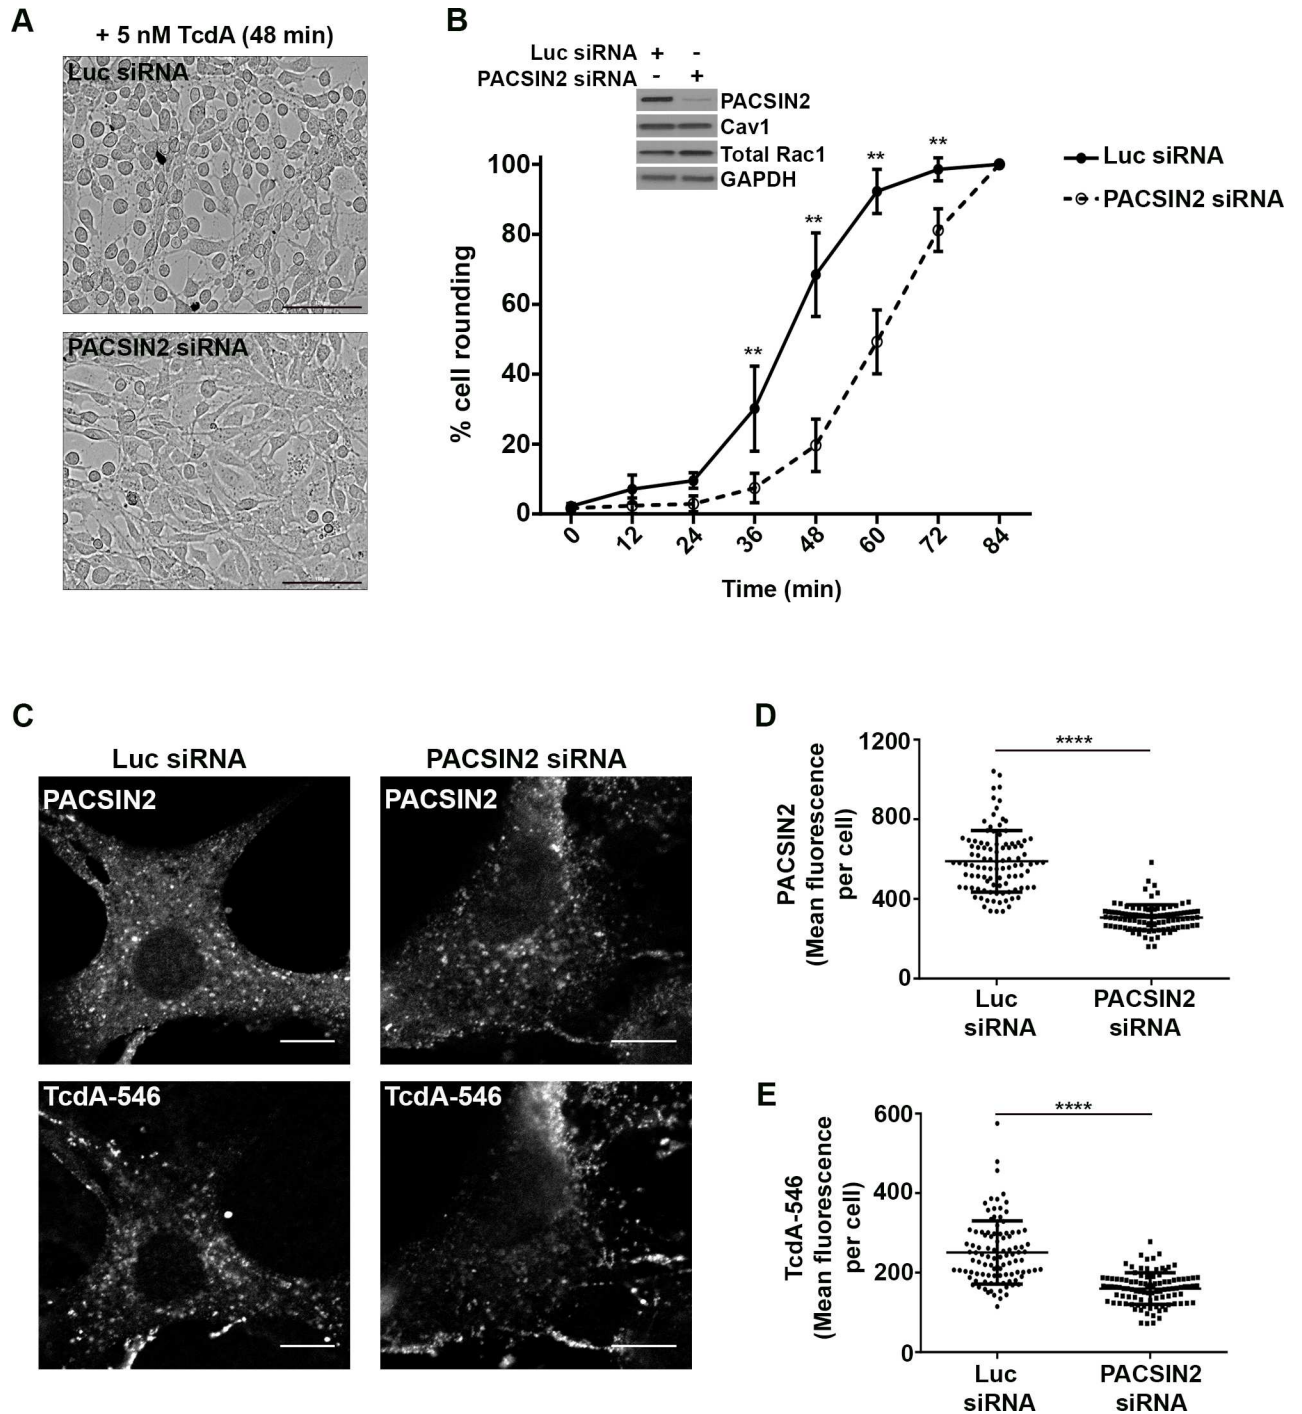 A
+ 5 nM TcdA (48 min)
Luc siRNA
PACSIN2 siRNA
B
Luc siRNA + -
PACSIN2 siRNA - +
PACSIN2
Cav1
Total Rac1
GAPDH
% cell rounding
100
80
60
40
20
0
**
**
**
**
**
0 12 24 36 48 60 72 84
Time (min)
Luc siRNA
PACSIN2 siRNA
C
Luc siRNA
PACSIN2 siRNA
PACSIN2
PACSIN2
TcdA-546
TcdA-546
D
PACSIN2
(Mean fluorescence
per cell)
1200
800
400
0
****
Luc
siRNA
PACSIN2
siRNA
E
TcdA-546
(Mean fluorescence
per cell)
600
400
200
0
****
Luc
siRNA
PACSIN2
siRNA